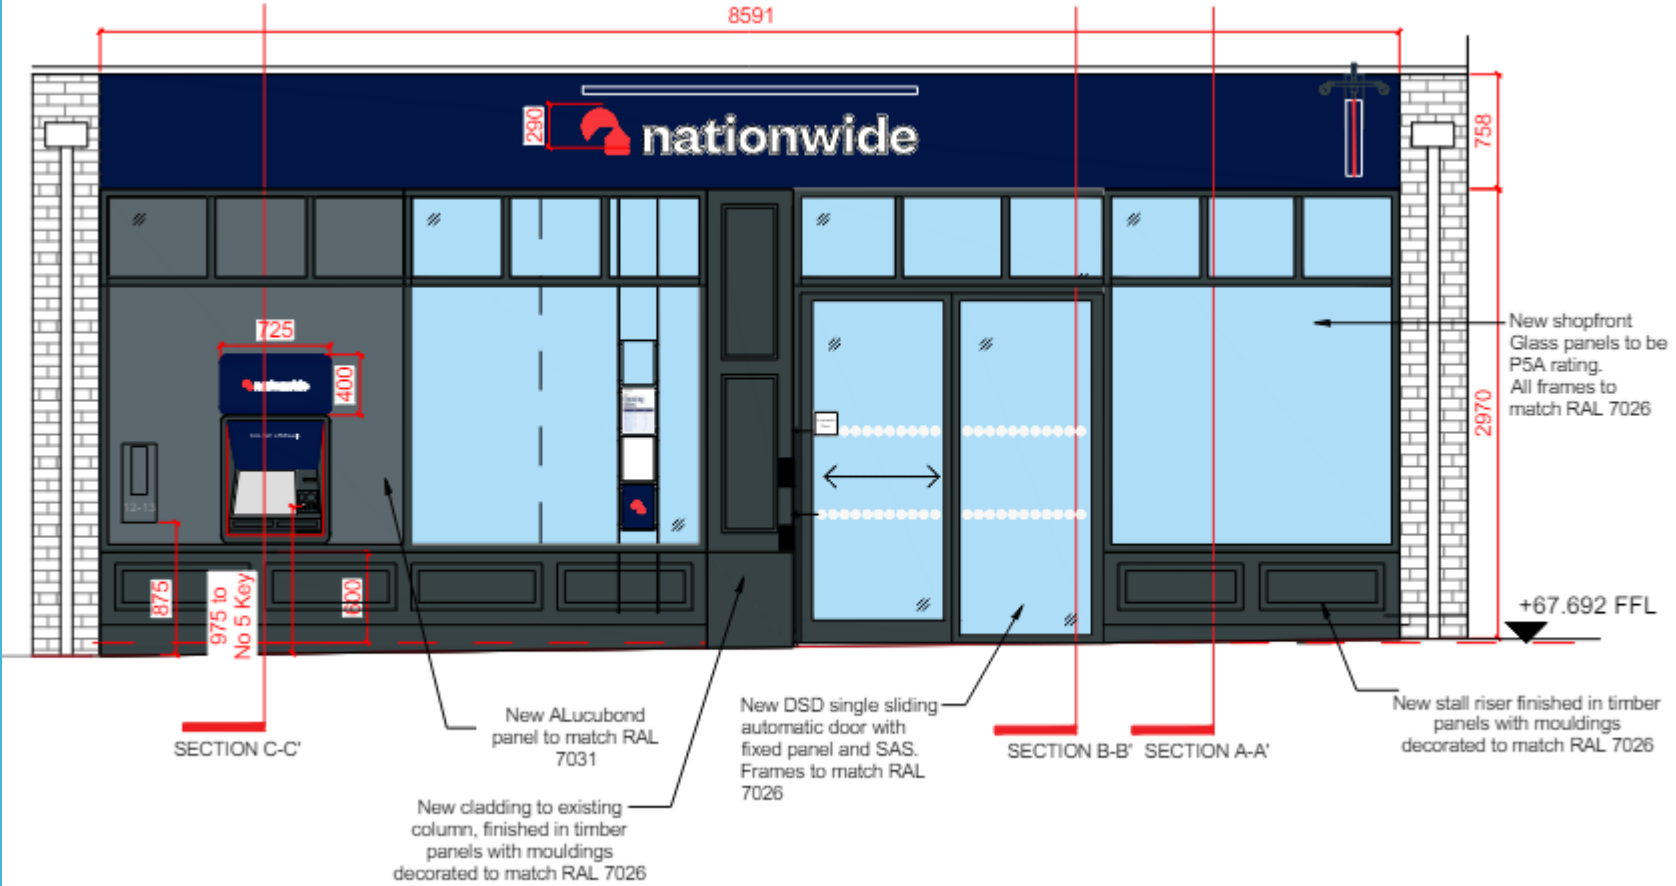 8591
290
nationwide
758
725
400
nationwide
2970
12-13
875
975 to
No 5 Key
600
New shopfront
Glass panels to be
P5A rating.
All frames to
match RAL 7026
+67.692 FFL
SECTION C-C'
New ALucubond
panel to match RAL
7031
New cladding to existing
column, finished in timber
panels with mouldings
decorated to match RAL 7026
New DSD single sliding
automatic door with
fixed panel and SAS.
Frames to match RAL
7026
SECTION B-B'
SECTION A-A'
New stall riser finished in timber
panels with mouldings
decorated to match RAL 7026